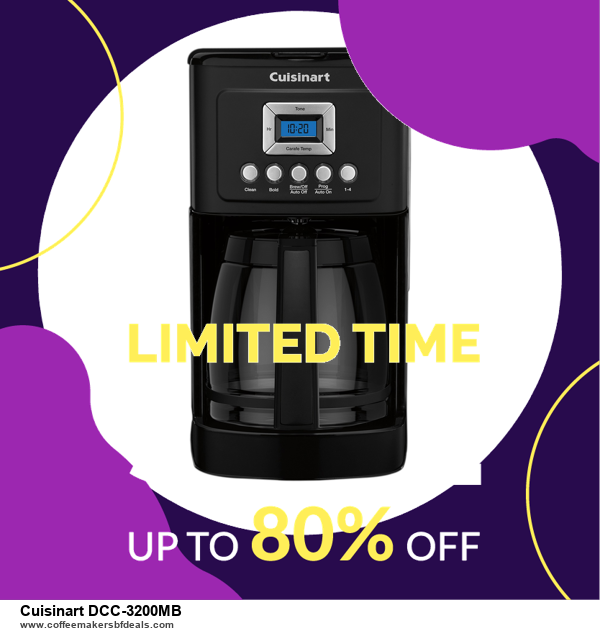 Cuisinart
Tone
Hr 10:20 Min
Carafe Temp
Clean Bold Brew/Off Auto Off Prog Auto On 1-4
LIMITED TIME
UP TO 80% OFF
Cuisinart DCC-3200MB
www.coffeemakersbfdeals.com